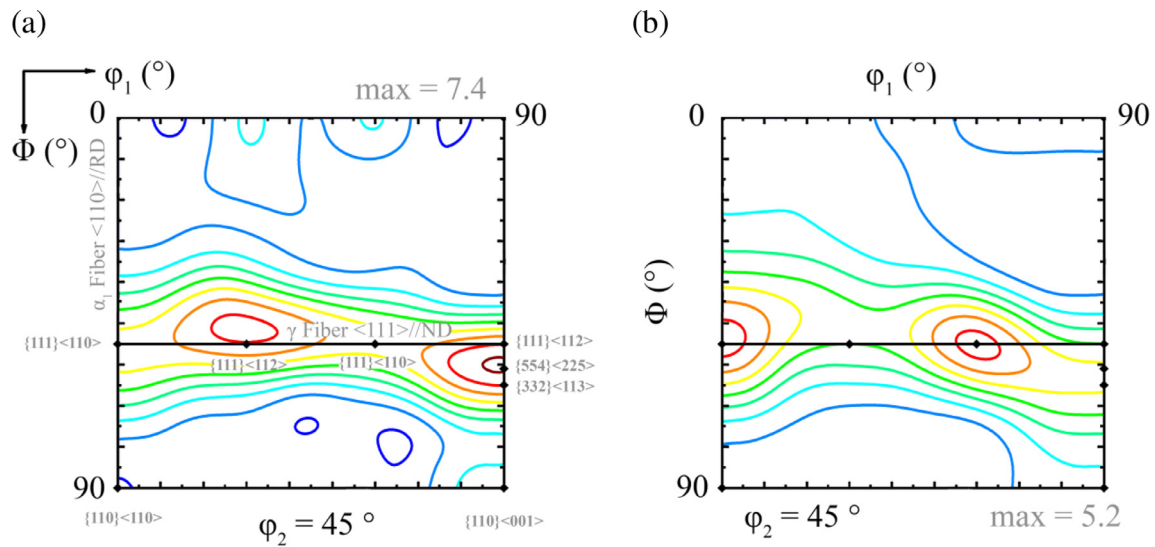 (a)
(b)
φ₁ (°)
max = 7.4
φ₁ (°)
0
90
0
90
Φ (°)
α₁ Fiber <110>//RD
Φ (°)
γ Fiber <111>//ND
{111}<110>
{111}<112>
{111}<112>
{111}<110>
{554}<225>
{332}<113>
90
90
{110}<110>
φ₂ = 45 °
{110}<001>
φ₂ = 45 °
max = 5.2